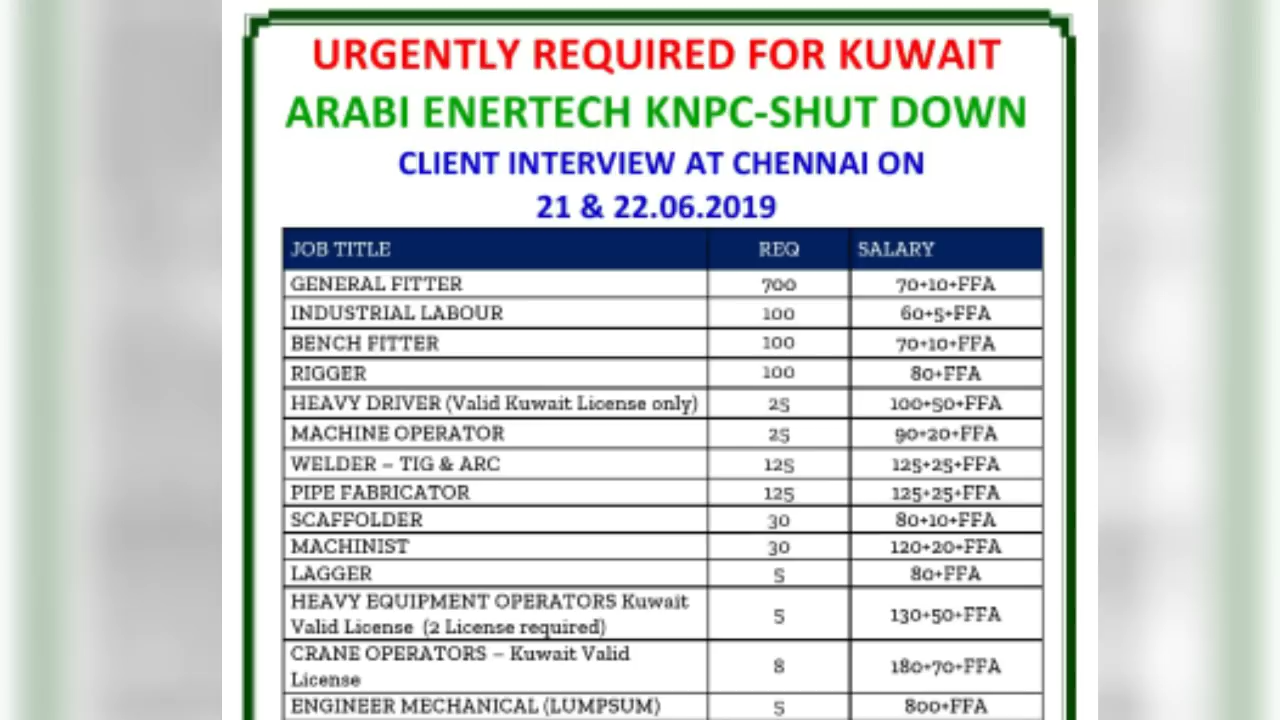 URGENTLY REQUIRED FOR KUWAIT
ARABI ENERTECH KNPC-SHUT DOWN
CLIENT INTERVIEW AT CHENNAI ON
21 & 22.06.2019
JOB TITLE REQ SALARY
GENERAL FITTER 700 70+10+FFA
INDUSTRIAL LABOUR 100 60+5+FFA
BENCH FITTER 100 70+10+FFA
RIGGER 100 80+FFA
HEAVY DRIVER (Valid Kuwait License only) 25 100+50+FFA
MACHINE OPERATOR 25 90+20+FFA
WELDER – TIG & ARC 125 125+25+FFA
PIPE FABRICATOR 125 125+25+FFA
SCAFFOLDER 30 80+10+FFA
MACHINIST 30 120+20+FFA
LAGGER 5 80+FFA
HEAVY EQUIPMENT OPERATORS Kuwait
Valid License (2 License required) 5 130+50+FFA
CRANE OPERATORS – Kuwait Valid
License 8 180+70+FFA
ENGINEER MECHANICAL (LUMPSUM) 5 800+FFA